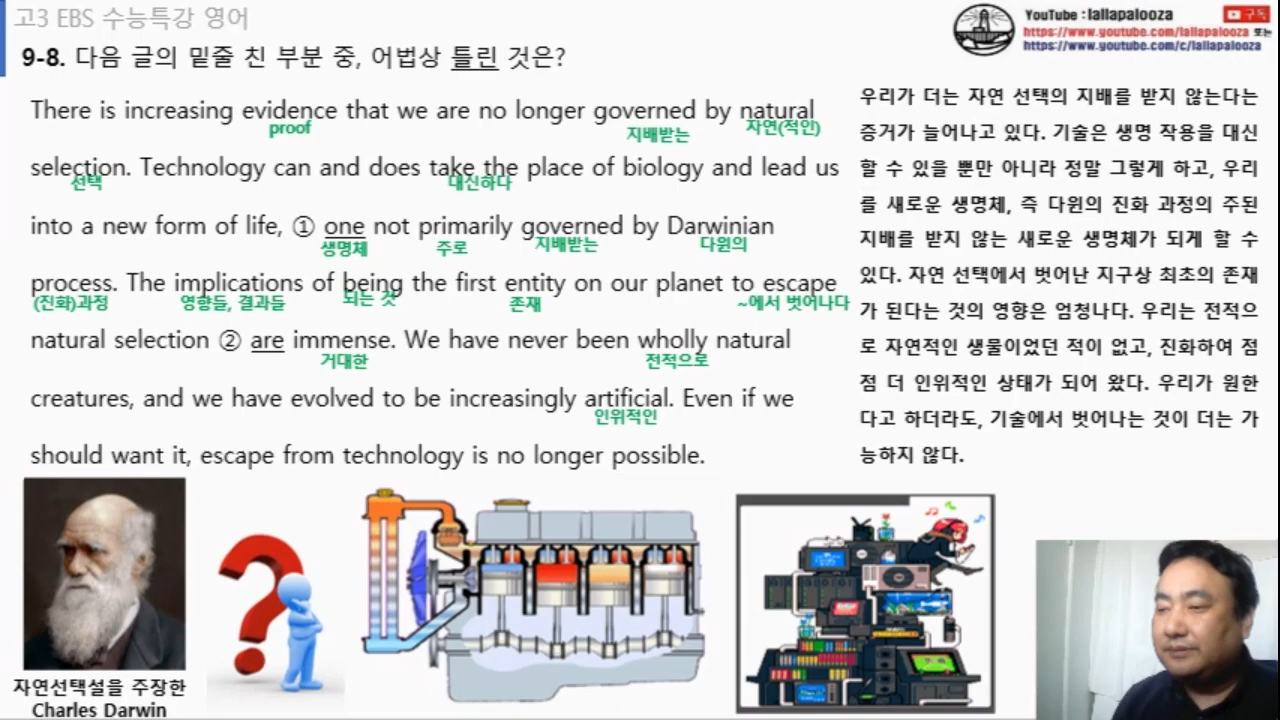 고3 EBS 수능특강 영어
YouTube : lallapalooza
구독
https://www.youtube.com/lallapalooza 또는
https://www.youtube.com/c/lallapalooza
9-8. 다음 글의 밑줄 친 부분 중, 어법상 틀린 것은?
There is increasing evidence that we are no longer governed by natural
proof 지배받는 자연(적인)
selection. Technology can and does take the place of biology and lead us
선택 대신하다
into a new form of life, ① one not primarily governed by Darwinian
생명체 주로 지배받는 다윈의
process. The implications of being the first entity on our planet to escape
(진화)과정 영향들, 결과들 되는 것 존재 ~에서 벗어나다
natural selection ② are immense. We have never been wholly natural
거대한 전적으로
creatures, and we have evolved to be increasingly artificial. Even if we
인위적인
should want it, escape from technology is no longer possible.
우리가 더는 자연 선택의 지배를 받지 않는다는
증거가 늘어나고 있다. 기술은 생명 작용을 대신
할 수 있을 뿐만 아니라 정말 그렇게 하고, 우리
를 새로운 생명체, 즉 다윈의 진화 과정의 주된
지배를 받지 않는 새로운 생명체가 되게 할 수
있다. 자연 선택에서 벗어난 지구상 최초의 존재
가 된다는 것의 영향은 엄청나다. 우리는 전적으
로 자연적인 생물이었던 적이 없고, 진화하여 점
점 더 인위적인 상태가 되어 왔다. 우리가 원한
다고 하더라도, 기술에서 벗어나는 것이 더는 가
능하지 않다.
자연선택설을 주장한
Charles Darwin